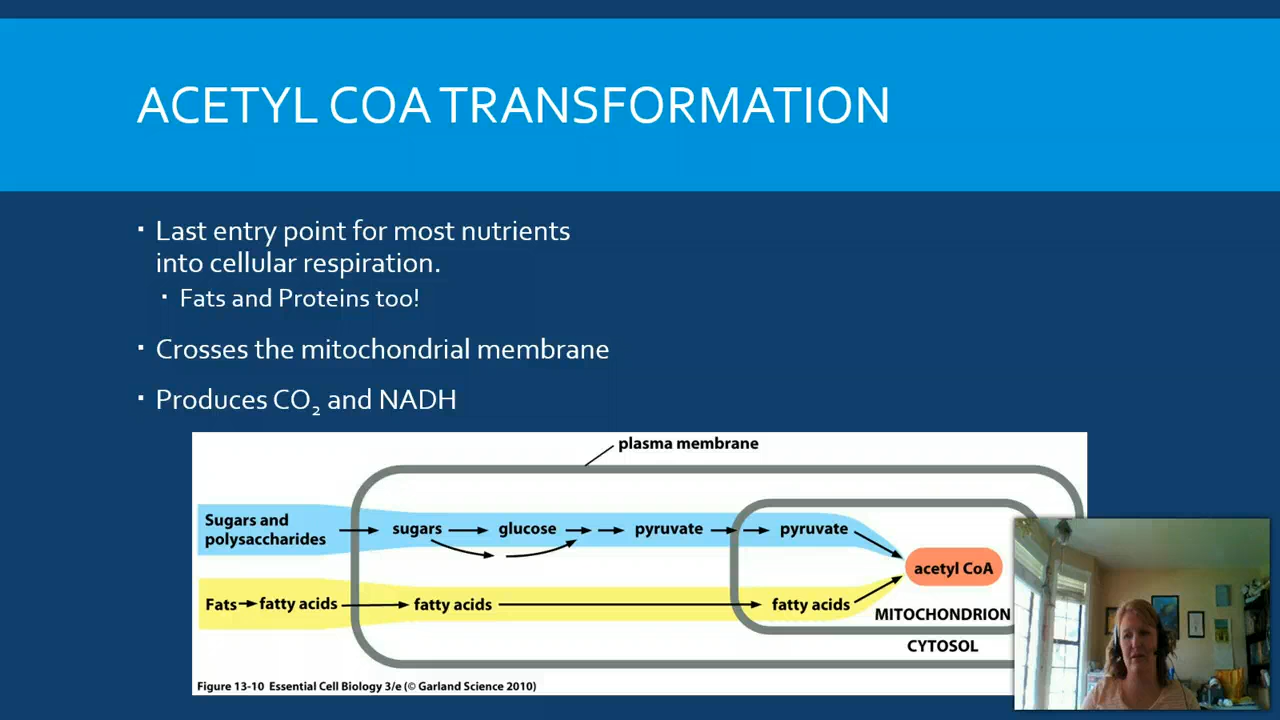 ACETYL COA TRANSFORMATION
Last entry point for most nutrients
into cellular respiration.
Fats and Proteins too!
Crosses the mitochondrial membrane
Produces CO₂ and NADH
plasma membrane
Sugars and
polysaccharides
sugars
glucose
pyruvate
pyruvate
acetyl CoA
Fats
fatty acids
fatty acids
fatty acids
MITOCHONDRION
CYTOSOL
Figure 13-10 Essential Cell Biology 3/e (© Garland Science 2010)